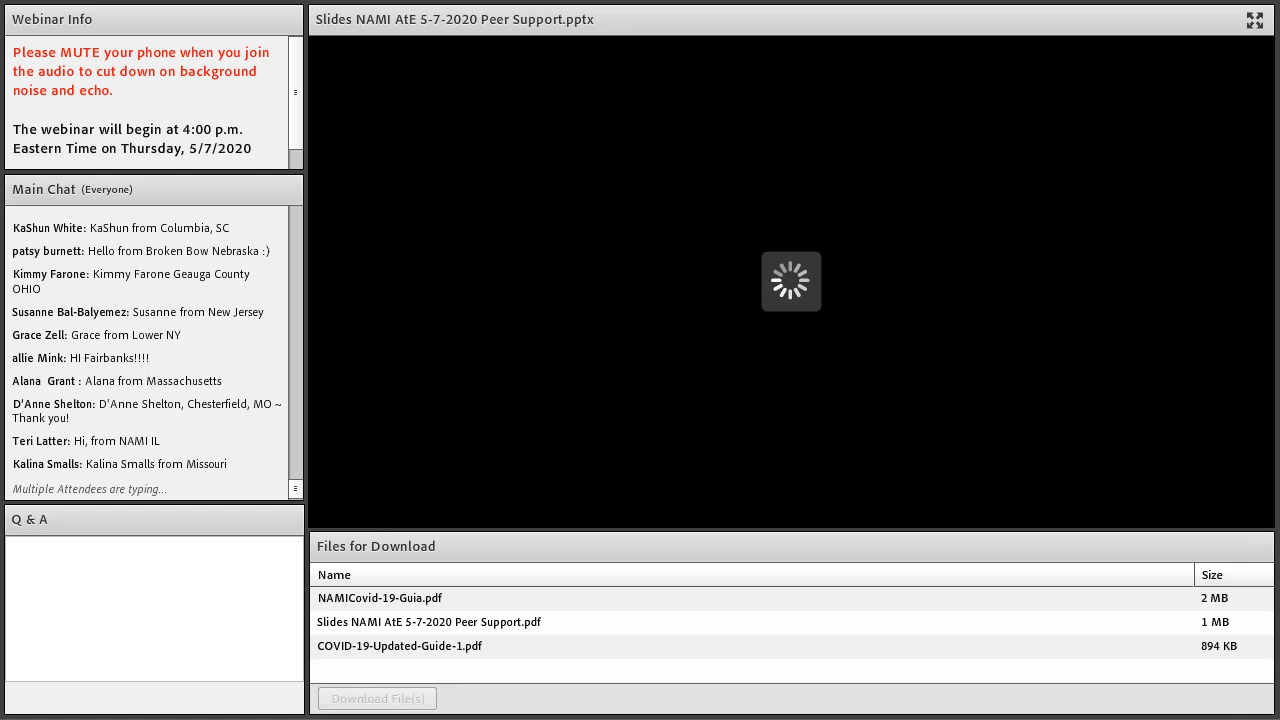 Webinar Info
Please MUTE your phone when you join
the audio to cut down on background
noise and echo.
The webinar will begin at 4:00 p.m.
Eastern Time on Thursday, 5/7/2020
Main Chat (Everyone)
KaShun White: KaShun from Columbia, SC
patsy burnett: Hello from Broken Bow Nebraska :)
Kimmy Farone: Kimmy Farone Geauga County
OHIO
Susanne Bal-Balyemez: Susanne from New Jersey
Grace Zell: Grace from Lower NY
allie Mink: HI Fairbanks!!!!
Alana Grant : Alana from Massachusetts
D'Anne Shelton: D'Anne Shelton, Chesterfield, MO ~
Thank you!
Teri Latter: Hi, from NAMI IL
Kalina Smalls: Kalina Smalls from Missouri
Multiple Attendees are typing...
Q & A
Slides NAMI AtE 5-7-2020 Peer Support.pptx
Files for Download
Name Size
NAMICovid-19-Guia.pdf 2 MB
Slides NAMI AtE 5-7-2020 Peer Support.pdf 1 MB
COVID-19-Updated-Guide-1.pdf 894 KB
Download File(s)